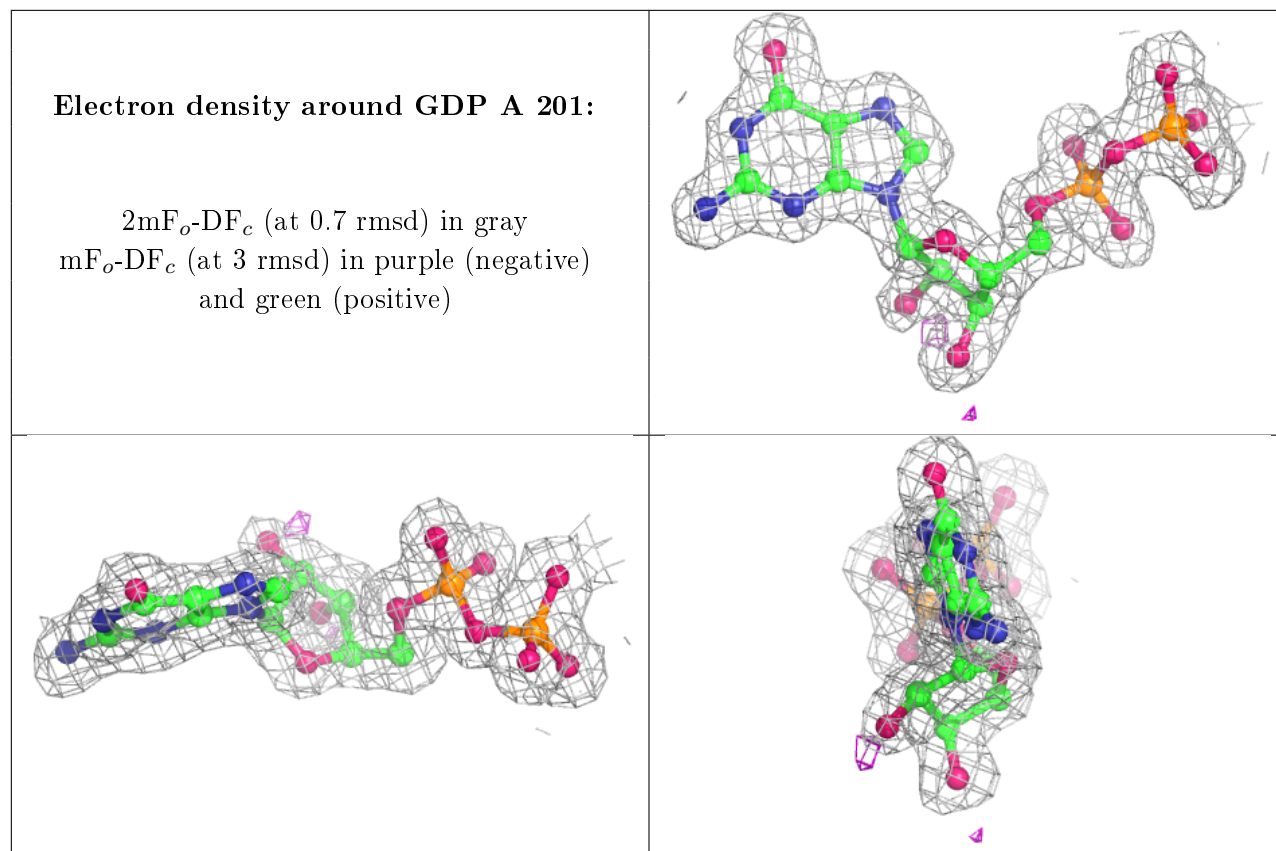 Electron density around GDP A 201:
2mFo-DFc (at 0.7 rmsd) in gray
mFo-DFc (at 3 rmsd) in purple (negative)
and green (positive)